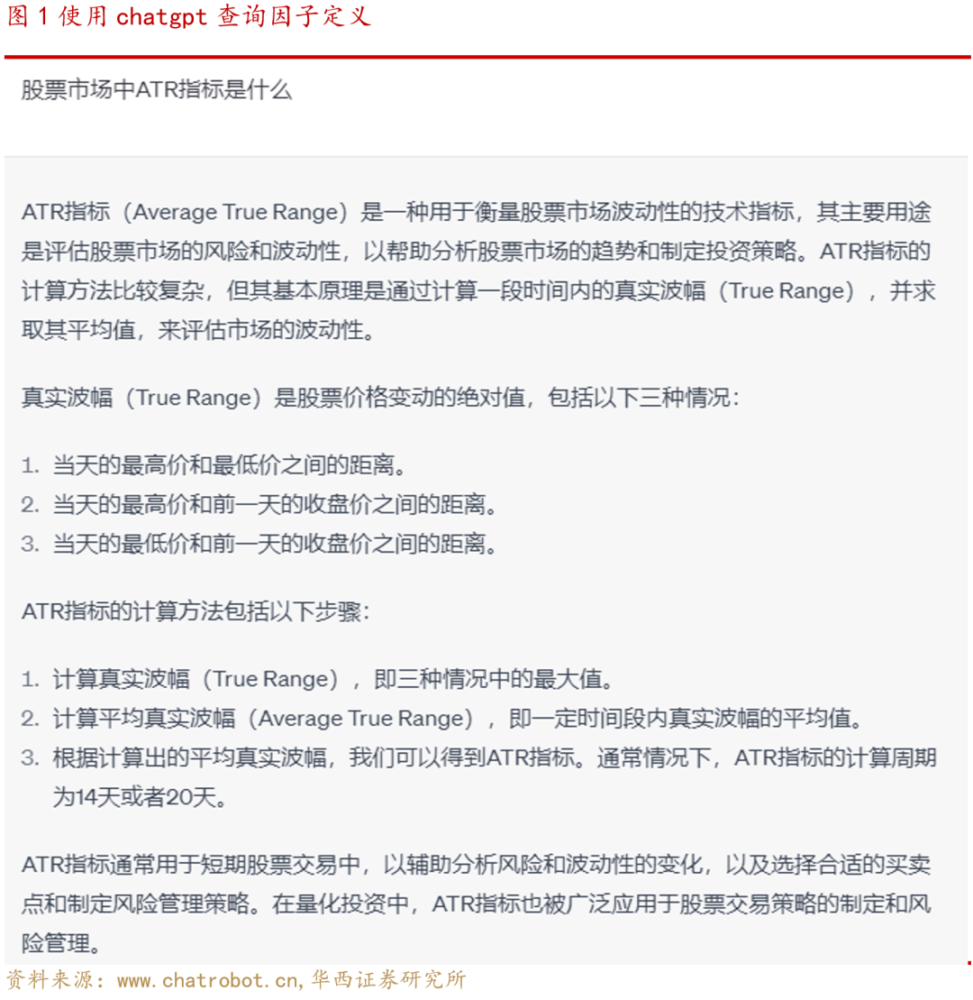 图 1 使用 chatgpt 查询因子定义
股票市场中ATR指标是什么
ATR指标（Average True Range）是一种用于衡量股票市场波动性的技术指标，其主要用途
是评估股票市场的风险和波动性，以帮助分析股票市场的趋势和制定投资策略。ATR指标的
计算方法比较复杂，但其基本原理是通过计算一段时间内的真实波幅（True Range），并求
取其平均值，来评估市场的波动性。
真实波幅（True Range）是股票价格变动的绝对值，包括以下三种情况：
1. 当天的最高价和最低价之间的距离。
2. 当天的最高价和前一天的收盘价之间的距离。
3. 当天的最低价和前一天的收盘价之间的距离。
ATR指标的计算方法包括以下步骤：
1. 计算真实波幅（True Range），即三种情况中的最大值。
2. 计算平均真实波幅（Average True Range），即一定时间段内真实波幅的平均值。
3. 根据计算出的平均真实波幅，我们可以得到ATR指标。通常情况下，ATR指标的计算周期
为14天或者20天。
ATR指标通常用于短期股票交易中，以辅助分析风险和波动性的变化，以及选择合适的买卖
点和制定风险管理策略。在量化投资中，ATR指标也被广泛应用于股票交易策略的制定和风
险管理。
资料来源：www.chatrobot.cn,华西证券研究所